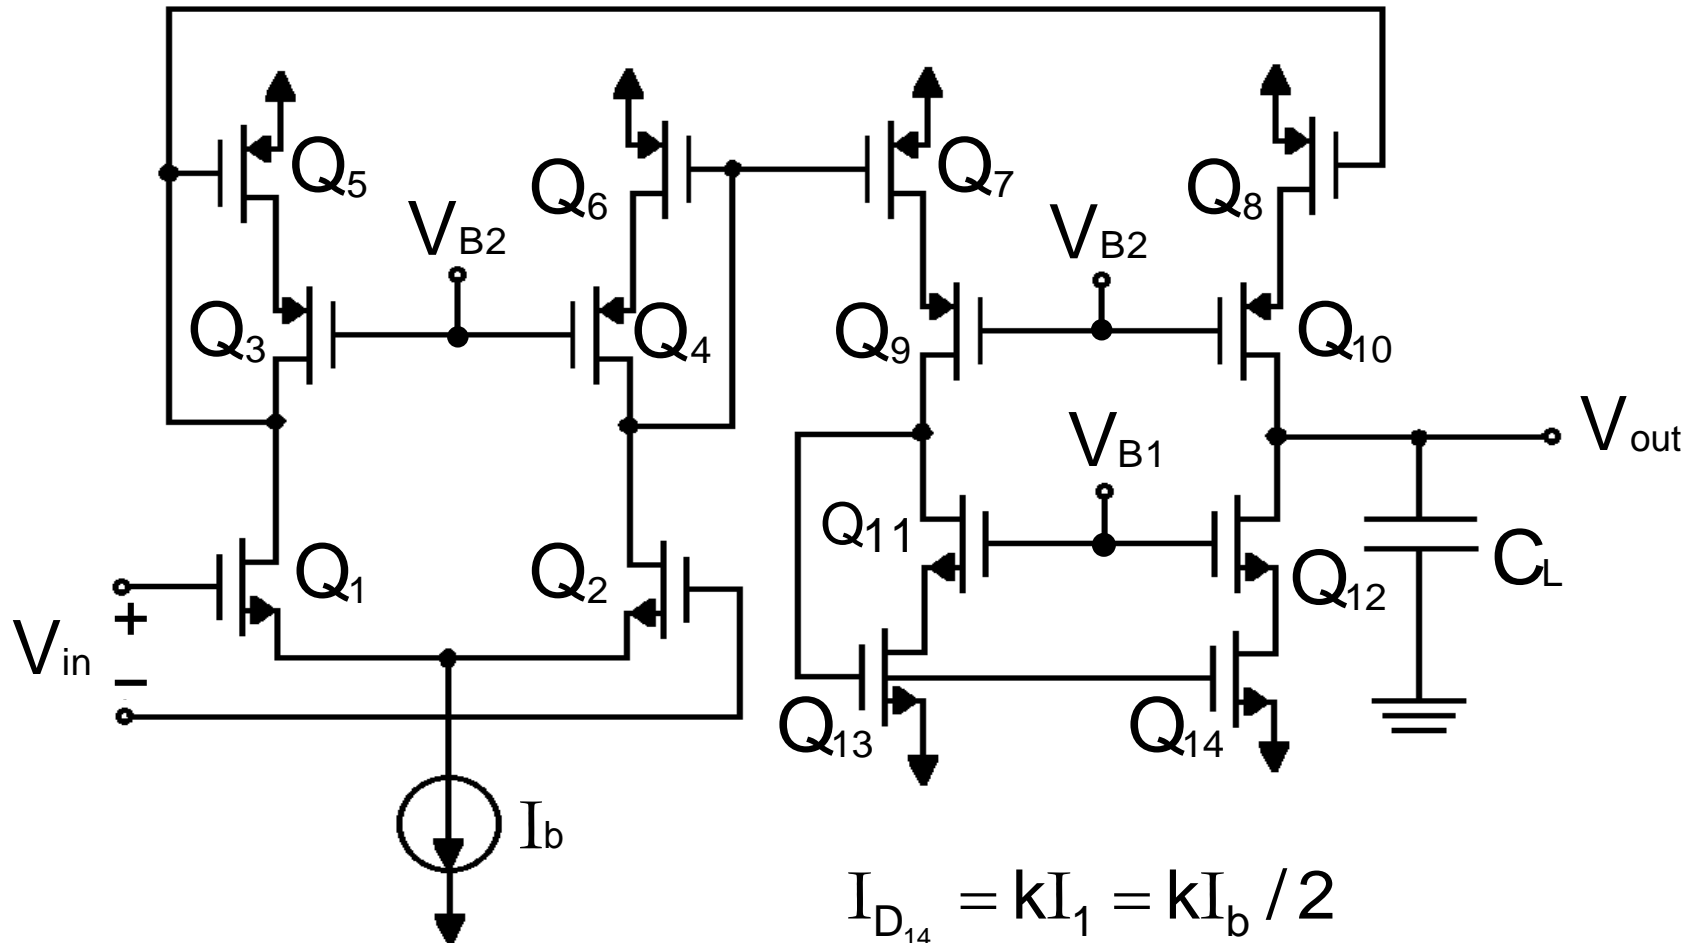 Q5
Q6
Q7
Q8
VB2
VB2
Q3
Q4
Q9
Q10
VB1
Vout
Q11
Q1
Q2
Q12
CL
+
Vin
−
Q13
Q14
Ib
ID14 = kI1 = kIb / 2